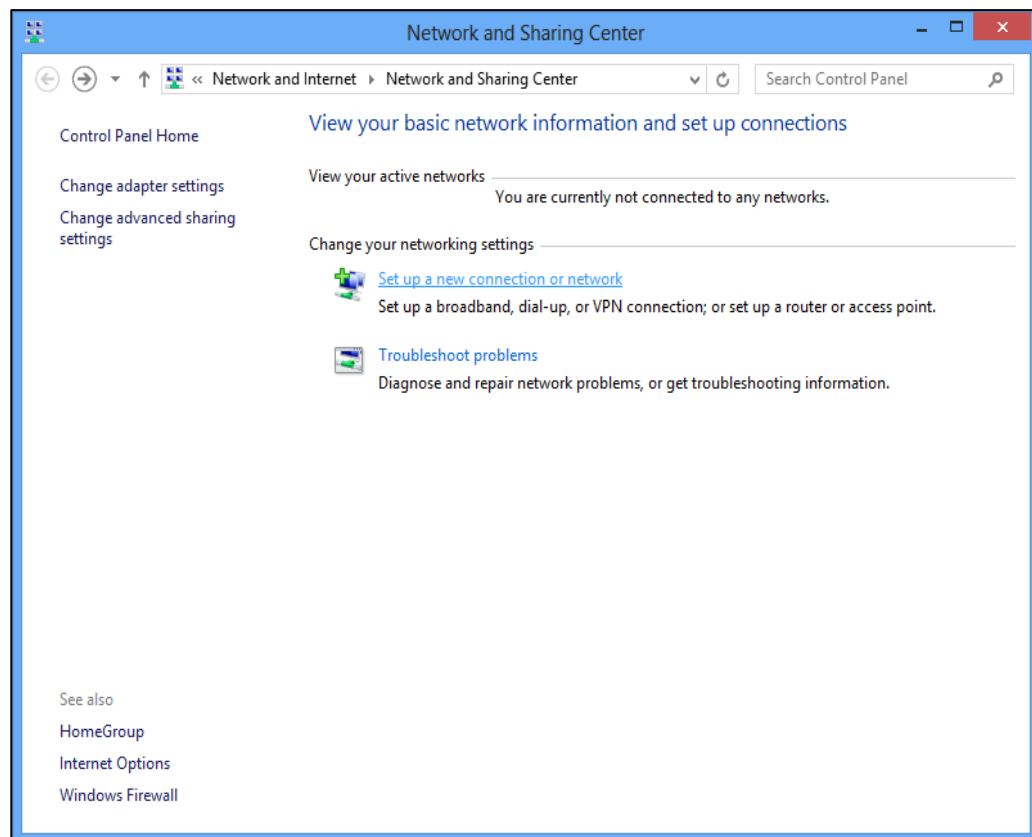 Network and Sharing Center
« Network and Internet ▸ Network and Sharing Center
Search Control Panel
Control Panel Home
Change adapter settings
Change advanced sharing
settings
View your basic network information and set up connections
View your active networks
You are currently not connected to any networks.
Change your networking settings
Set up a new connection or network
Set up a broadband, dial-up, or VPN connection; or set up a router or access point.
Troubleshoot problems
Diagnose and repair network problems, or get troubleshooting information.
See also
HomeGroup
Internet Options
Windows Firewall